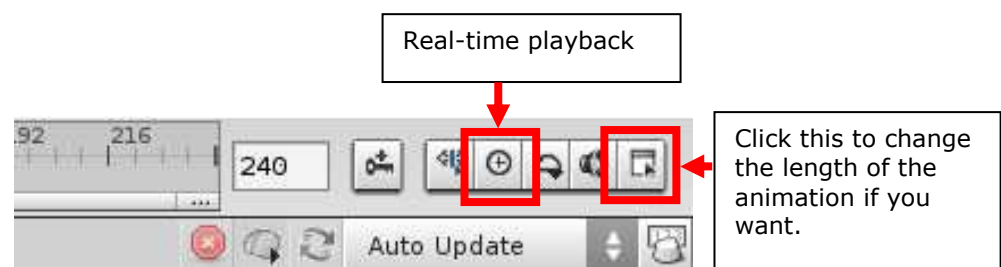 Real-time playback
Click this to change
the length of the
animation if you
want.
192 216
240
...
Auto Update